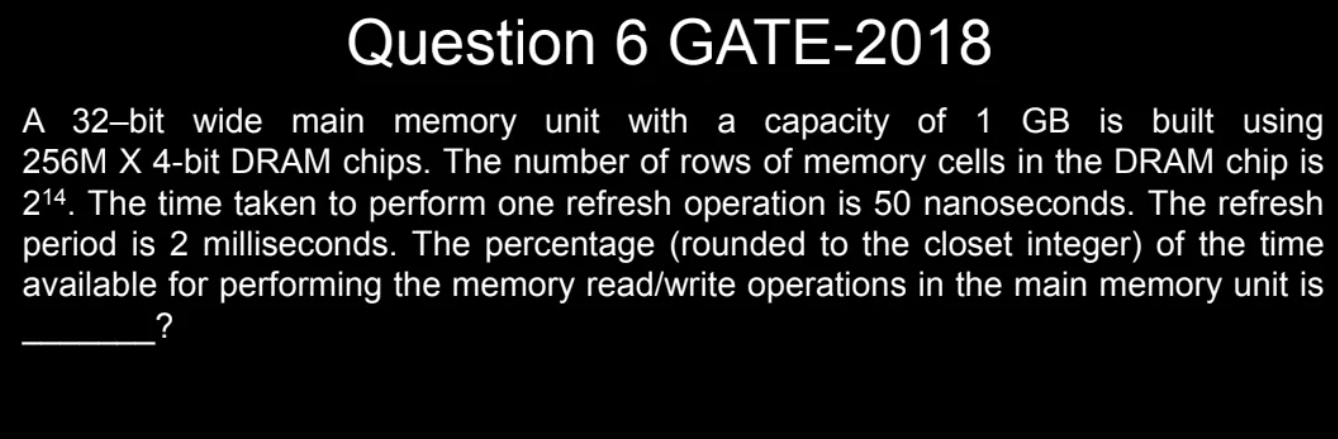 Question 6 GATE-2018
A 32–bit wide main memory unit with a capacity of 1 GB is built using
256M X 4-bit DRAM chips. The number of rows of memory cells in the DRAM chip is
2¹⁴. The time taken to perform one refresh operation is 50 nanoseconds. The refresh
period is 2 milliseconds. The percentage (rounded to the closet integer) of the time
available for performing the memory read/write operations in the main memory unit is
_______?